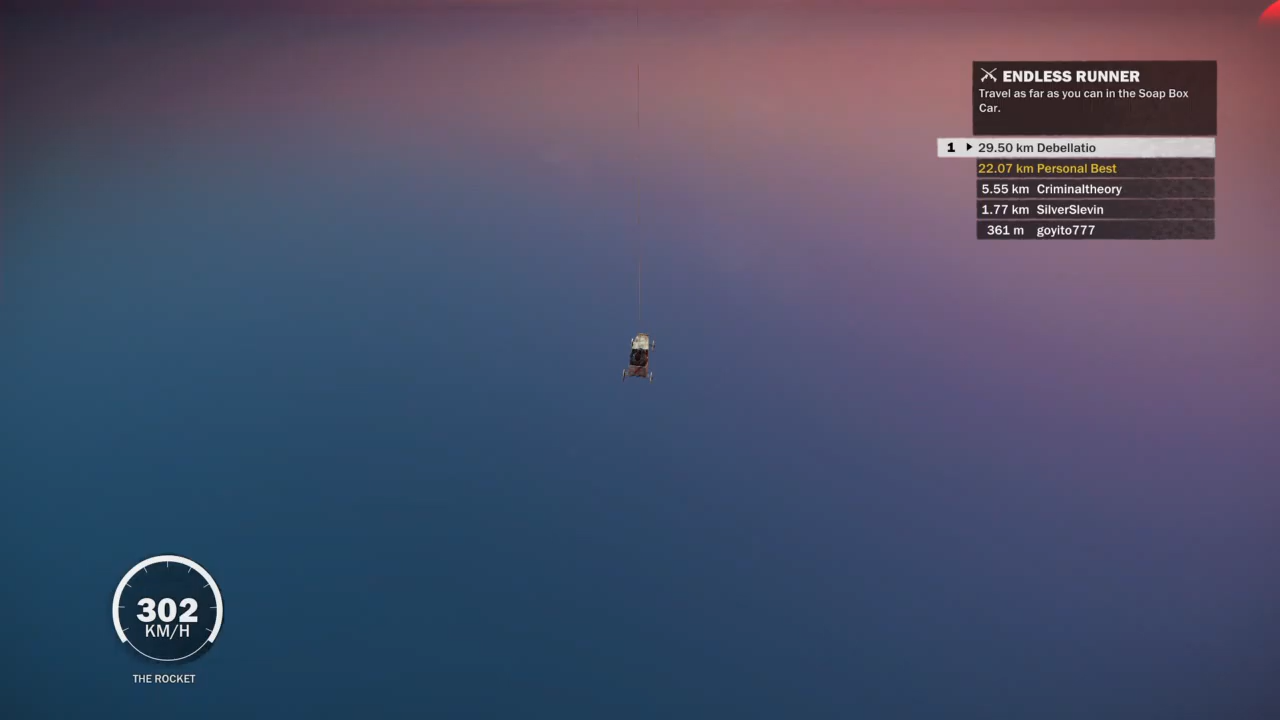 ENDLESS RUNNER
Travel as far as you can in the Soap Box
Car.
1 29.50 km Debellatio
22.07 km Personal Best
5.55 km Criminaltheory
1.77 km SilverSlevin
361 m goyito777
302
KM/H
THE ROCKET